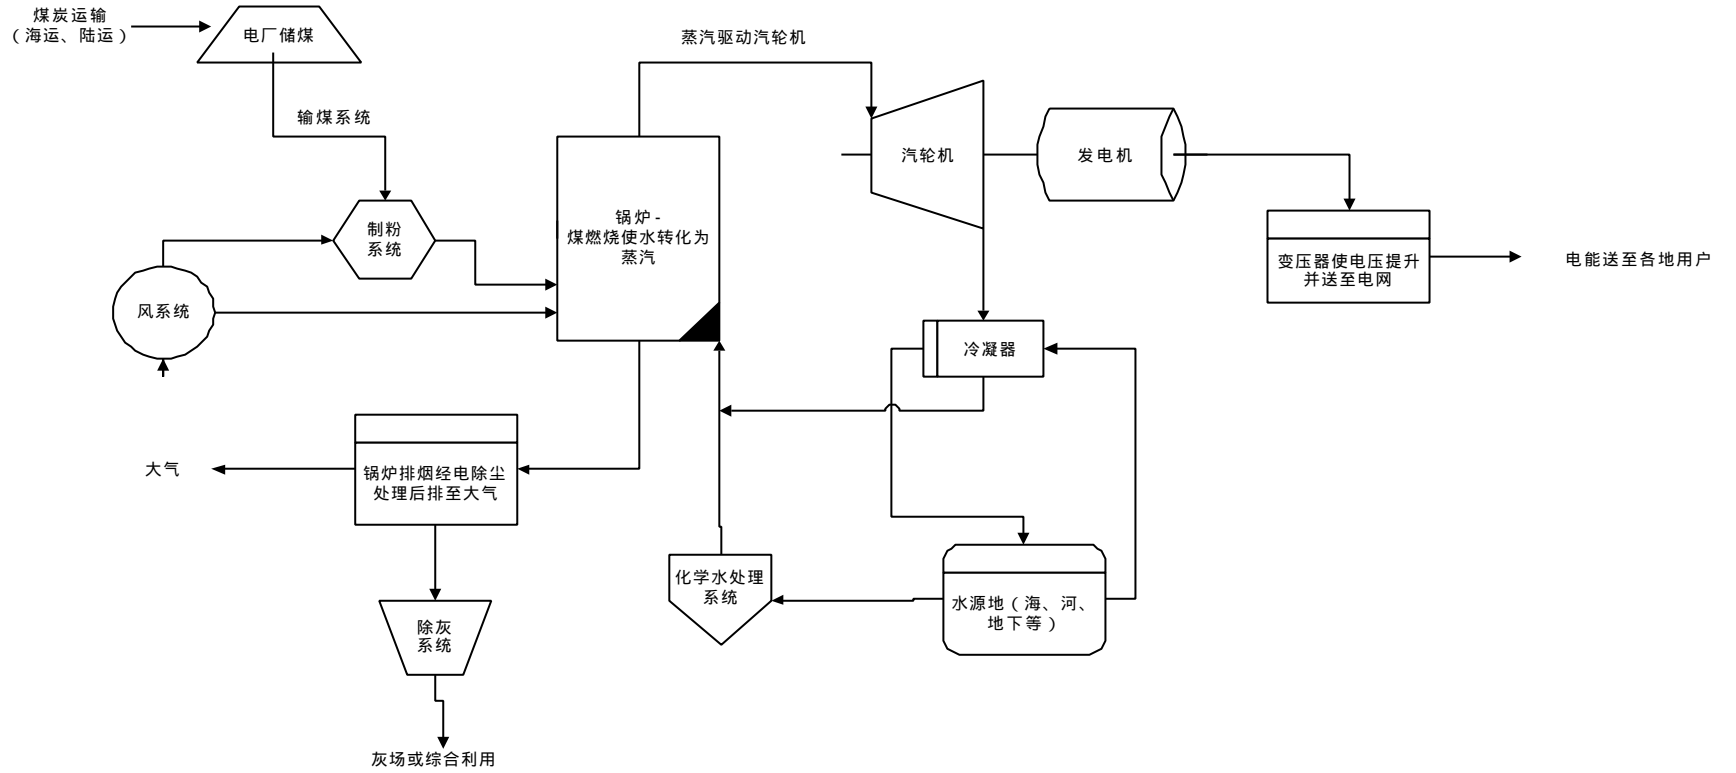 煤炭运输
（海运、陆运）
电厂储煤
蒸汽驱动汽轮机
输煤系统
汽轮机
发电机
制粉
系统
锅炉-
煤燃烧使水转化为
蒸汽
变压器使电压提升
并送至电网
电能送至各地用户
风系统
冷凝器
大气
锅炉排烟经电除尘
处理后排至大气
化学水处理
系统
水源地（海、河、
地下等）
除灰
系统
灰场或综合利用